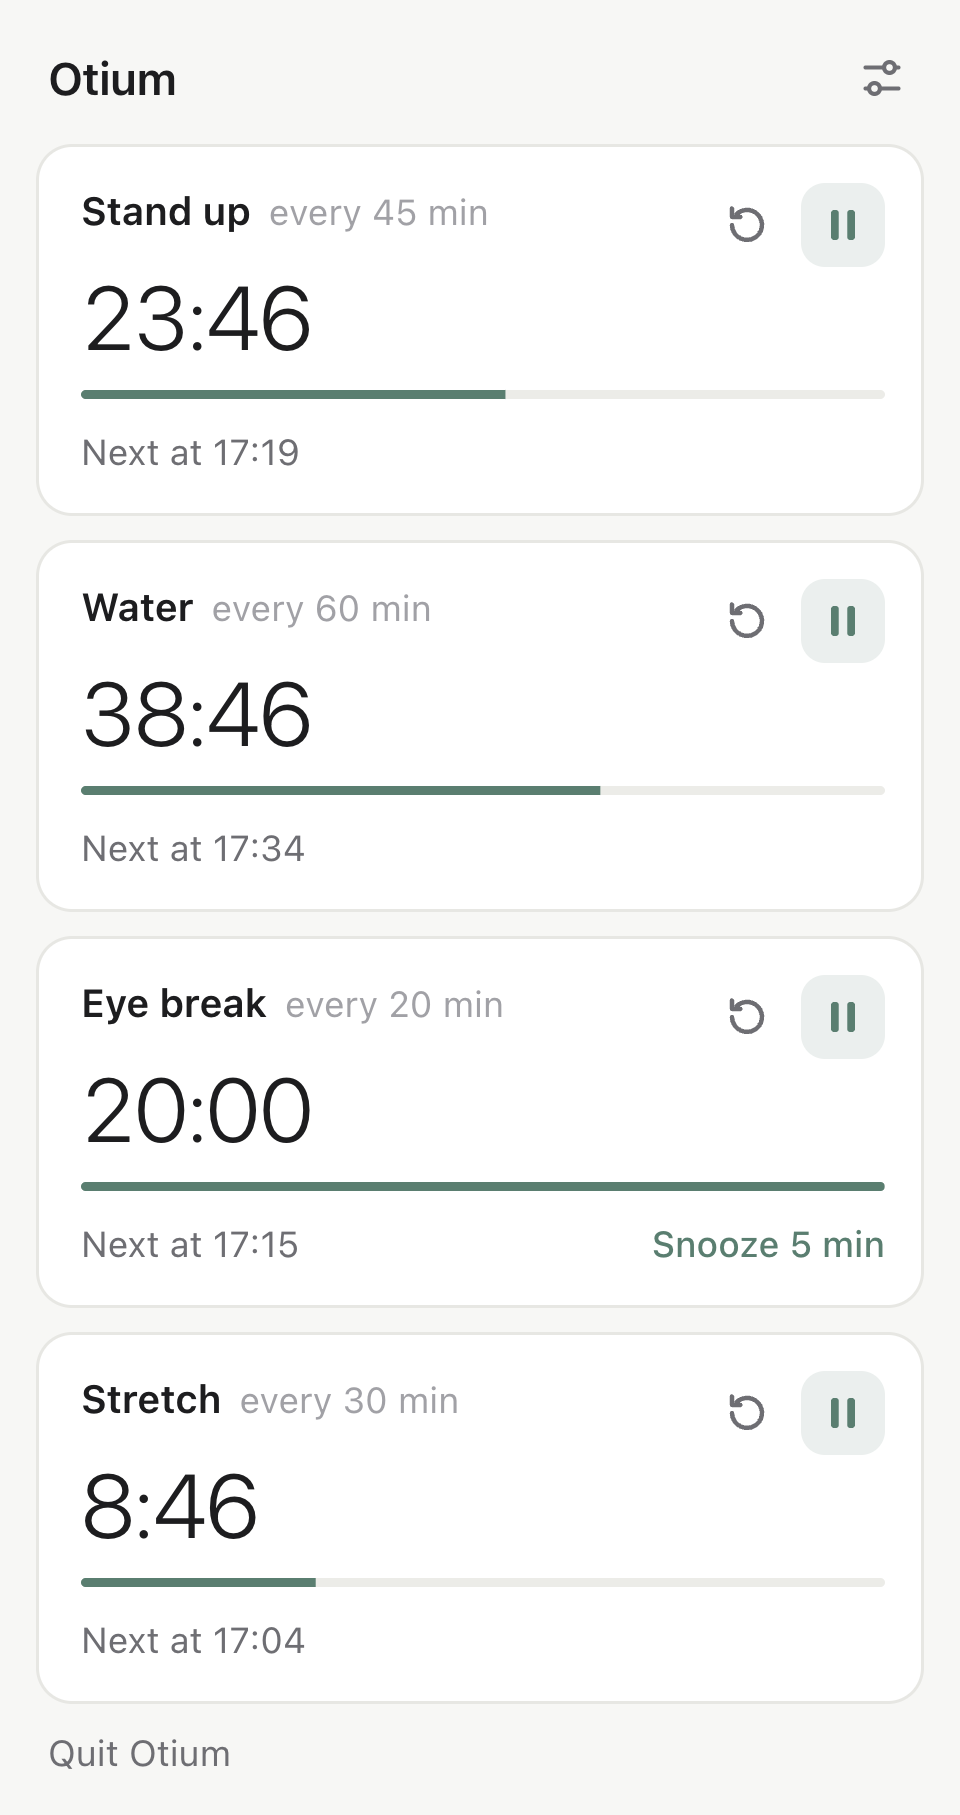 Otium
Stand up every 45 min
23:46
Next at 17:19
Water every 60 min
38:46
Next at 17:34
Eye break every 20 min
20:00
Next at 17:15 Snooze 5 min
Stretch every 30 min
8:46
Next at 17:04
Quit Otium